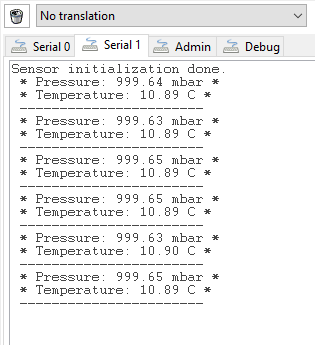 No translation
Serial 0
Serial 1
Admin
Debug
Sensor initialization done.
* Pressure: 999.64 mbar *
* Temperature: 10.89 C *
-----------------------
* Pressure: 999.63 mbar *
* Temperature: 10.89 C *
-----------------------
* Pressure: 999.65 mbar *
* Temperature: 10.89 C *
-----------------------
* Pressure: 999.65 mbar *
* Temperature: 10.89 C *
-----------------------
* Pressure: 999.63 mbar *
* Temperature: 10.90 C *
-----------------------
* Pressure: 999.65 mbar *
* Temperature: 10.89 C *
-----------------------